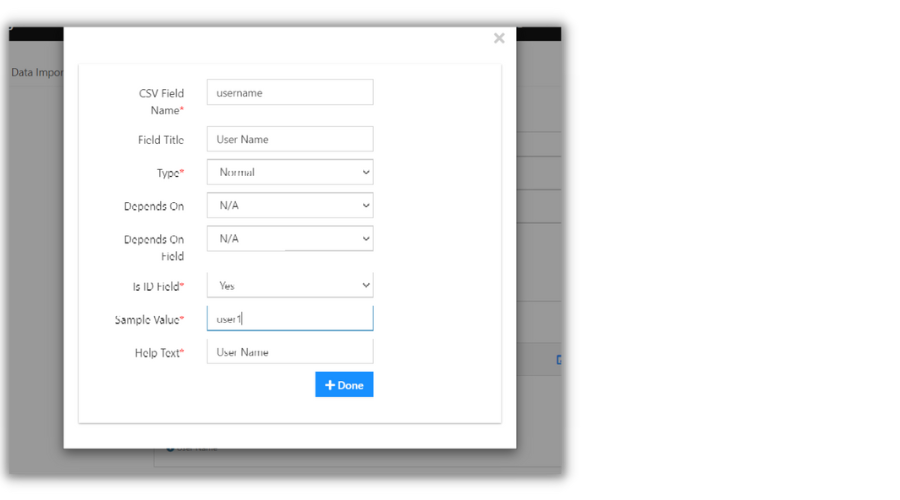 ×
Data Impor
CSV Field
Name*
username
Field Title
User Name
Type*
Normal
Depends On
N/A
Depends On
Field
N/A
Is ID Field*
Yes
Sample Value*
user1
Help Text*
User Name
+ Done